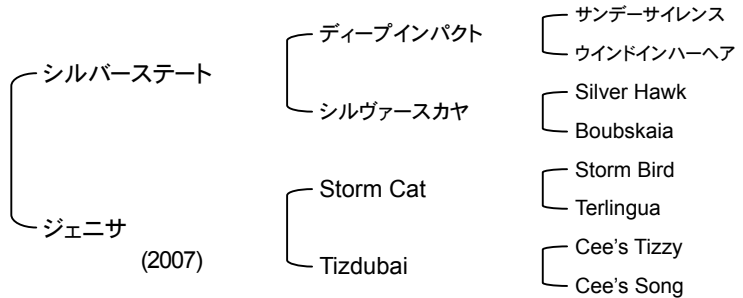 シルバーステート
ジェニサ
(2007)
ディープインパクト
シルヴァースカヤ
Storm Cat
Tizdubai
サンデーサイレンス
ウインドインハーヘア
Silver Hawk
Boubskaia
Storm Bird
Terlingua
Cee's Tizzy
Cee's Song